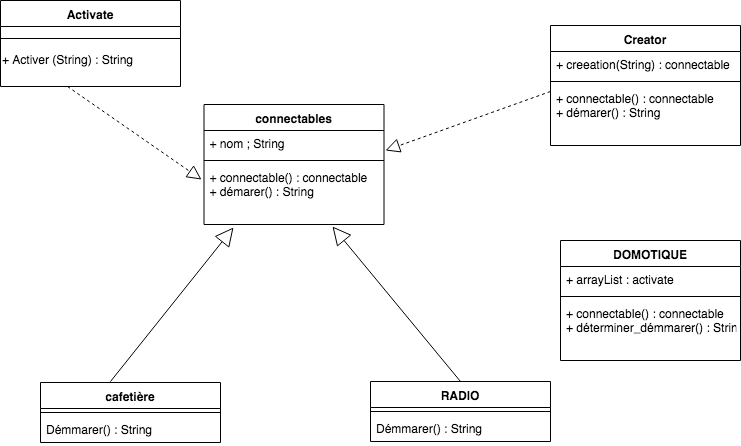 Activate
+ Activer (String) : String
Creator
+ creeation(String) : connectable
+ connectable() : connectable
+ démarer() : String
connectables
+ nom ; String
+ connectable() : connectable
+ démarer() : String
DOMOTIQUE
+ arrayList : activate
+ connectable() : connectable
+ déterminer_démmarer() : Strin
cafetière
Démmarer() : String
RADIO
Démmarer() : String